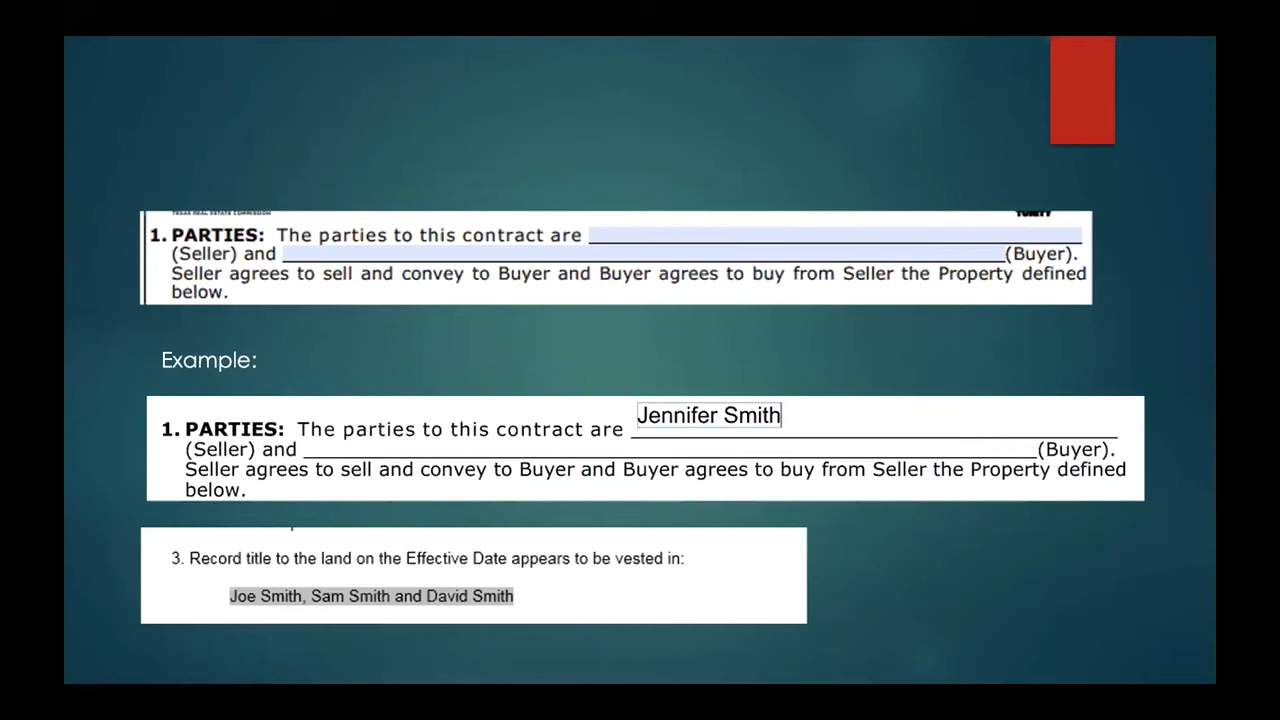 TEXAS REAL ESTATE COMMISSION
1. PARTIES: The parties to this contract are
(Seller) and (Buyer).
Seller agrees to sell and convey to Buyer and Buyer agrees to buy from Seller the Property defined
below.
Example:
Jennifer Smith
1. PARTIES: The parties to this contract are
(Seller) and (Buyer).
Seller agrees to sell and convey to Buyer and Buyer agrees to buy from Seller the Property defined
below.
3. Record title to the land on the Effective Date appears to be vested in:
Joe Smith, Sam Smith and David Smith